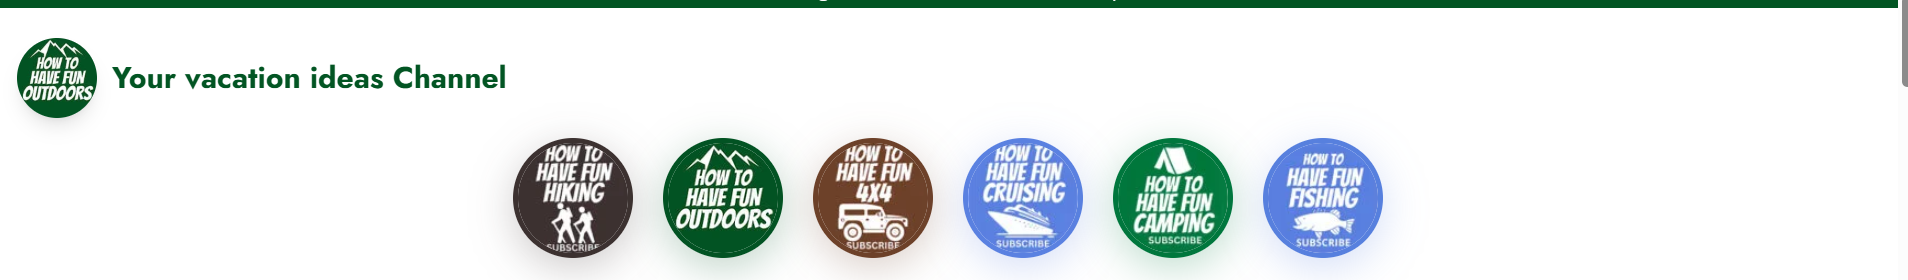 HOW TO
HAVE FUN
OUTDOORS
Your vacation ideas Channel
HOW TO
HAVE FUN
HIKING
SUBSCRIBE
HOW TO
HAVE FUN
OUTDOORS
HOW TO
HAVE FUN
4X4
SUBSCRIBE
HOW TO
HAVE FUN
CRUISING
SUBSCRIBE
HOW TO
HAVE FUN
CAMPING
SUBSCRIBE
HOW TO
HAVE FUN
FISHING
SUBSCRIBE